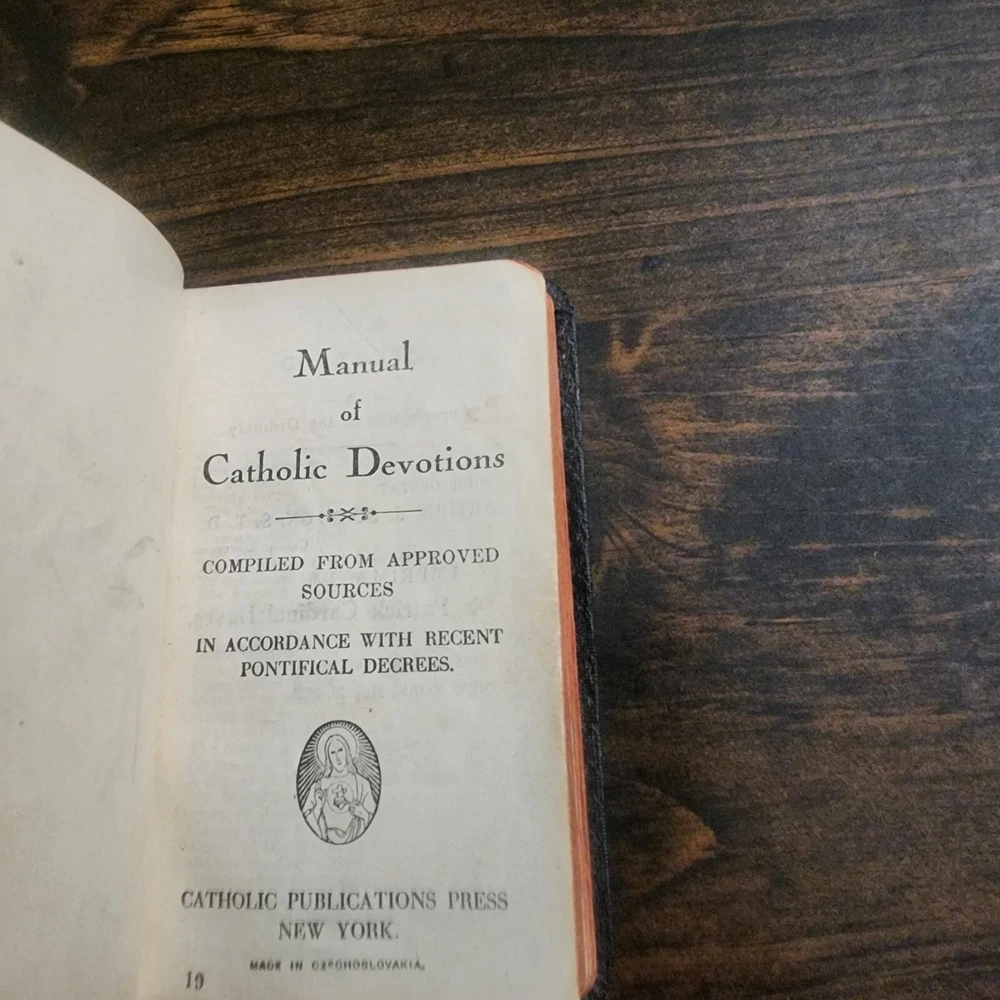 Manual
of
Catholic Devotions
COMPILED FROM APPROVED
SOURCES
IN ACCORDANCE WITH RECENT
PONTIFICAL DECREES.
CATHOLIC PUBLICATIONS PRESS
NEW YORK.
MADE IN CZECHOSLOVAKIA.
19